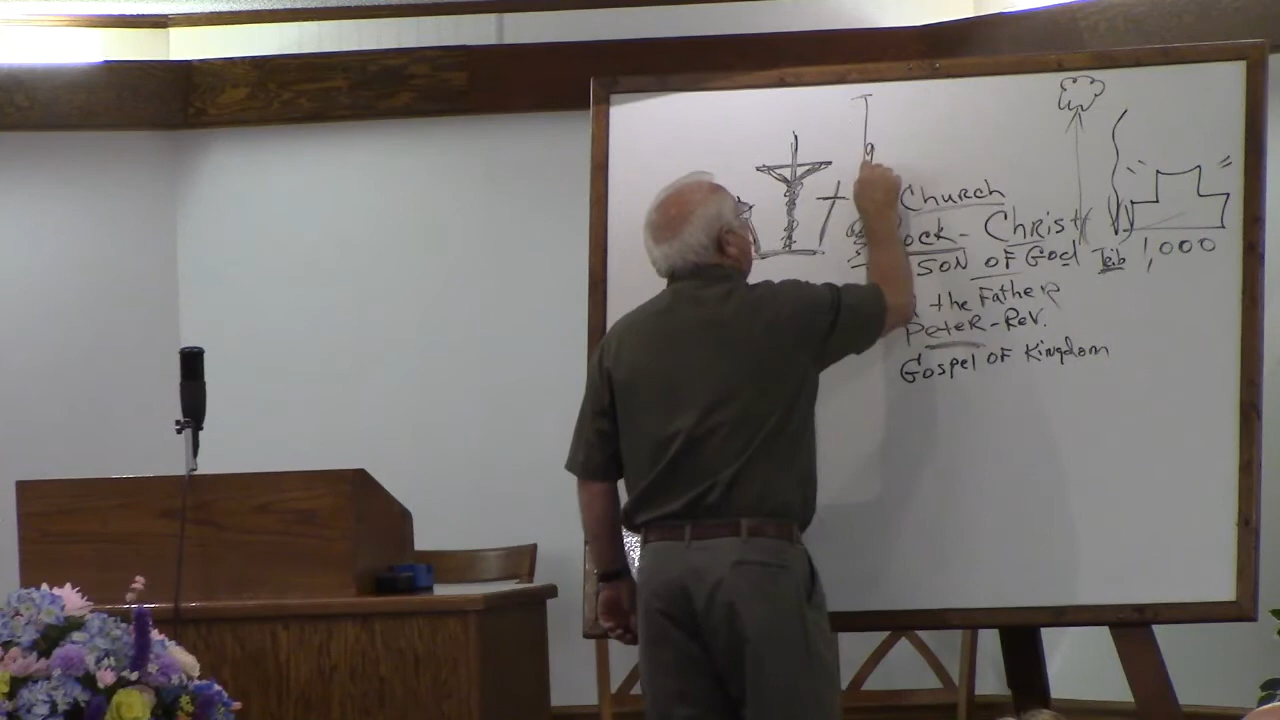 Church
ock - Christ
SON OF God Trib 1,000
the Father
Peter - Rev.
Gospel OF Kingdom